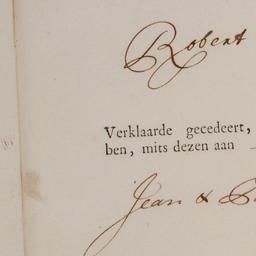 Robert
Verklaarde gecedeert,
ben, mits dezen aan
Jean &